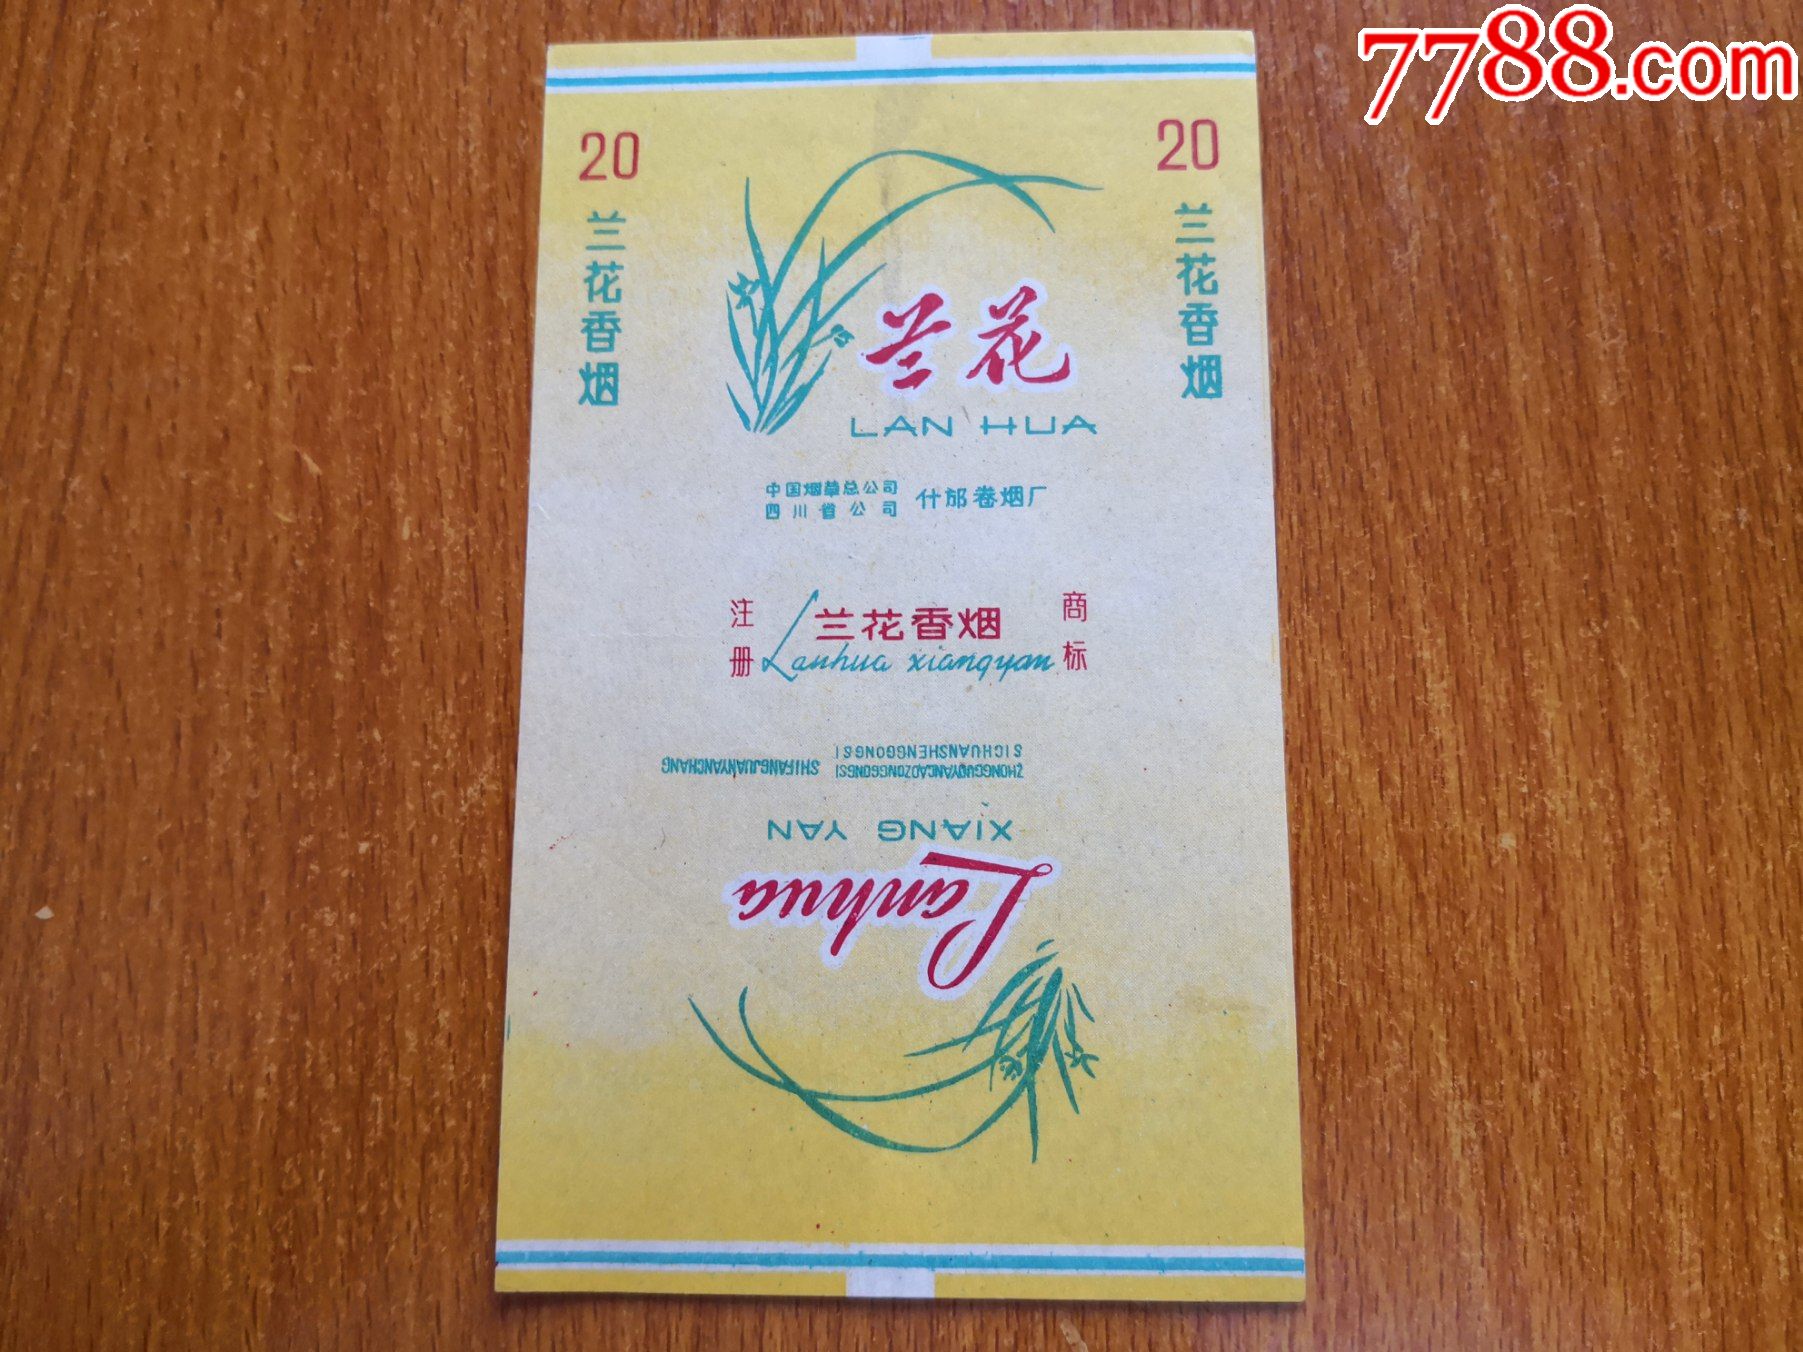 7788.com
20
20
兰花香烟
兰花香烟
兰花
LAN HUA
中国烟草总公司
四川省公司
什邡卷烟厂
注册
兰花香烟
商标
Lanhua xiangyan
SICHUANSHENGGONGSI
ZHONGGUOYANCAOZONGGONGSI SHIFANGJUANYANCHANG
XIANG YAN
Lanhua